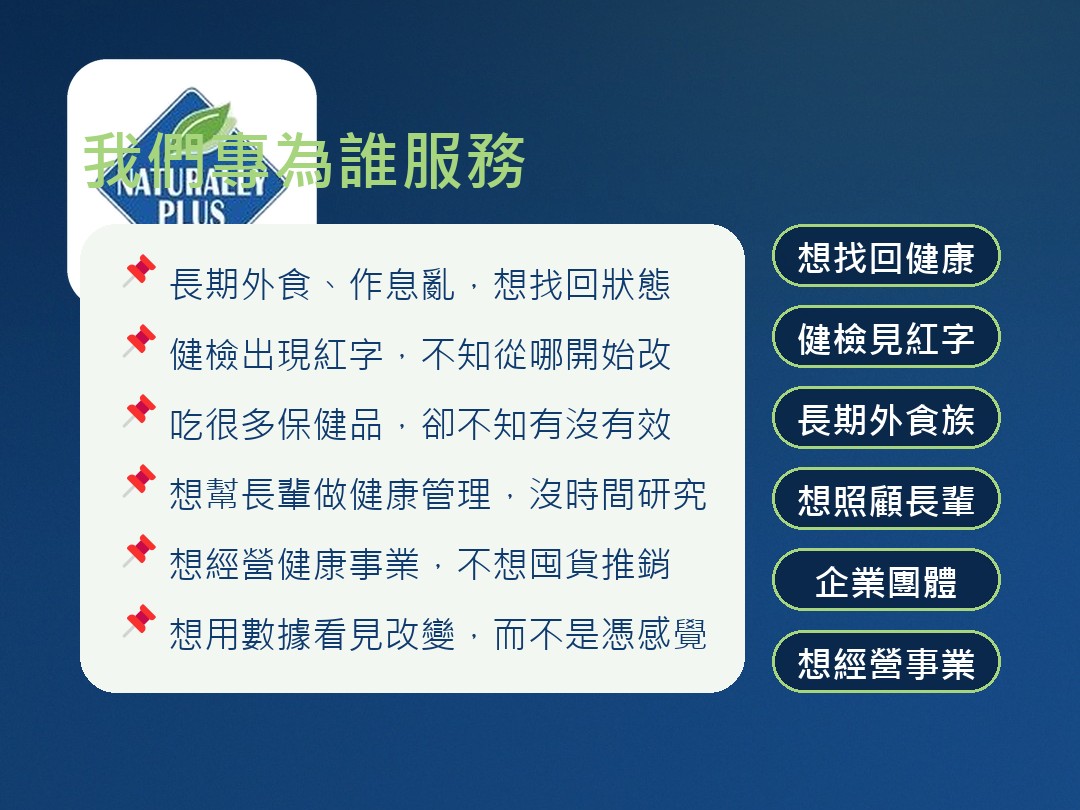 我們專為誰服務
NATURALLY
PLUS
長期外食、作息亂，想找回狀態
健檢出現紅字，不知從哪開始改
吃很多保健品，卻不知有沒有效
想幫長輩做健康管理，沒時間研究
想經營健康事業，不想囤貨推銷
想用數據看見改變，而不是憑感覺
想找回健康
健檢見紅字
長期外食族
想照顧長輩
企業團體
想經營事業